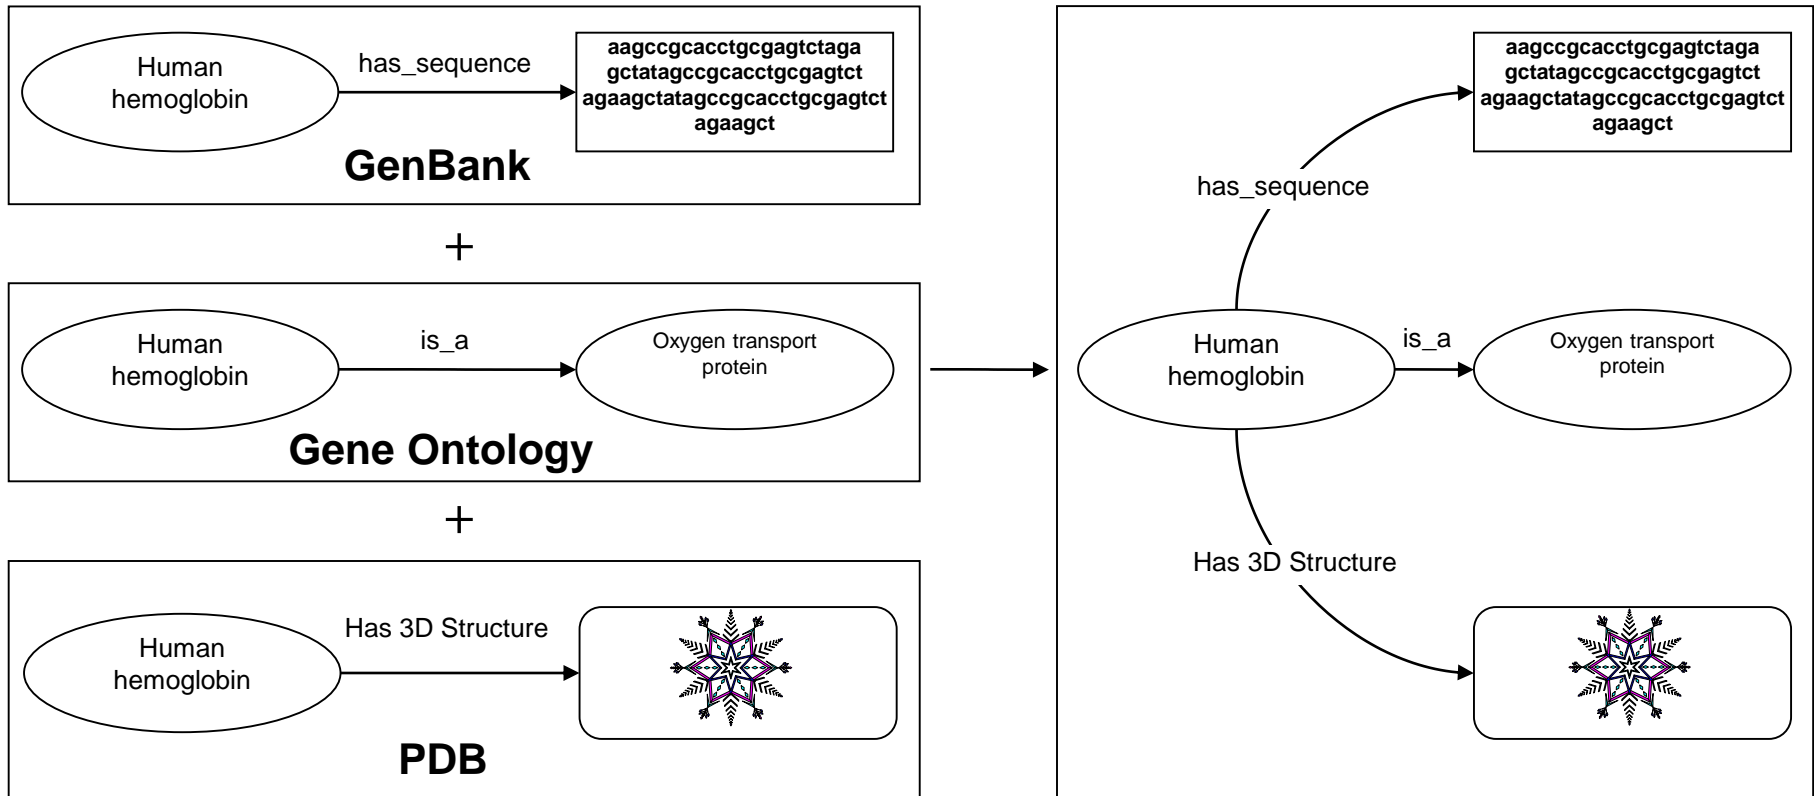 Human
hemoglobin
has_sequence
aagccgcacctgcgagtctaga
gctatagccgcacctgcgagtct
agaagctatagccgcacctgcgagtct
agaagct
GenBank
+
Human
hemoglobin
is_a
Oxygen transport
protein
Gene Ontology
+
Human
hemoglobin
Has 3D Structure
PDB
aagccgcacctgcgagtctaga
gctatagccgcacctgcgagtct
agaagctatagccgcacctgcgagtct
agaagct
has_sequence
Human
hemoglobin
is_a
Oxygen transport
protein
Has 3D Structure